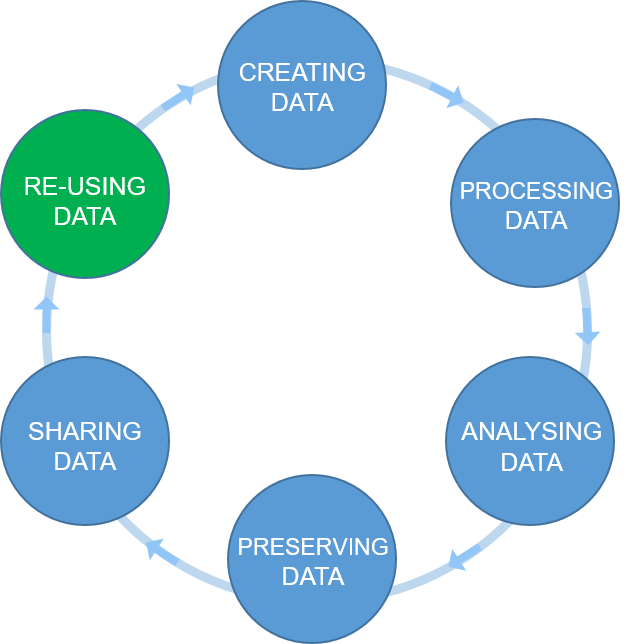 CREATING
DATA
PROCESSING
DATA
ANALYSING
DATA
PRESERVING
DATA
SHARING
DATA
RE-USING
DATA